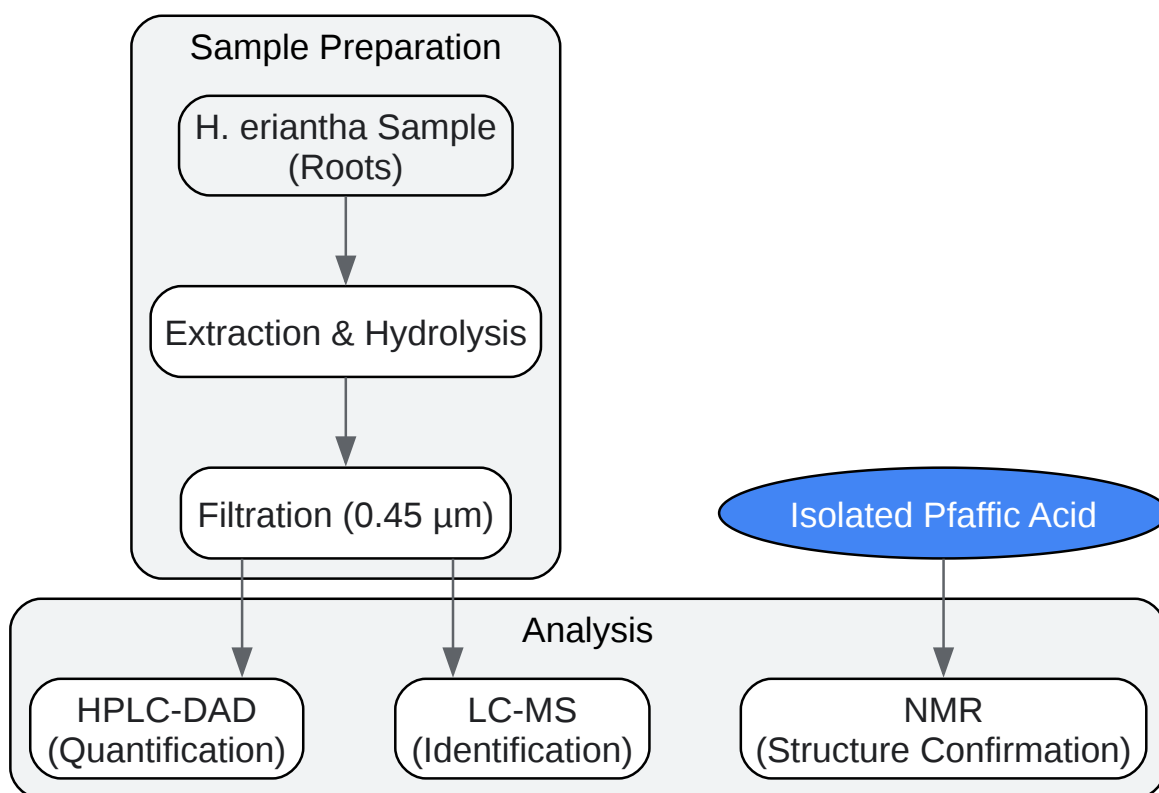 Sample Preparation
H. eriantha Sample
(Roots)
Extraction & Hydrolysis
Filtration (0.45 µm)
Isolated Pfaffic Acid
Analysis
HPLC-DAD
(Quantification)
LC-MS
(Identification)
NMR
(Structure Confirmation)